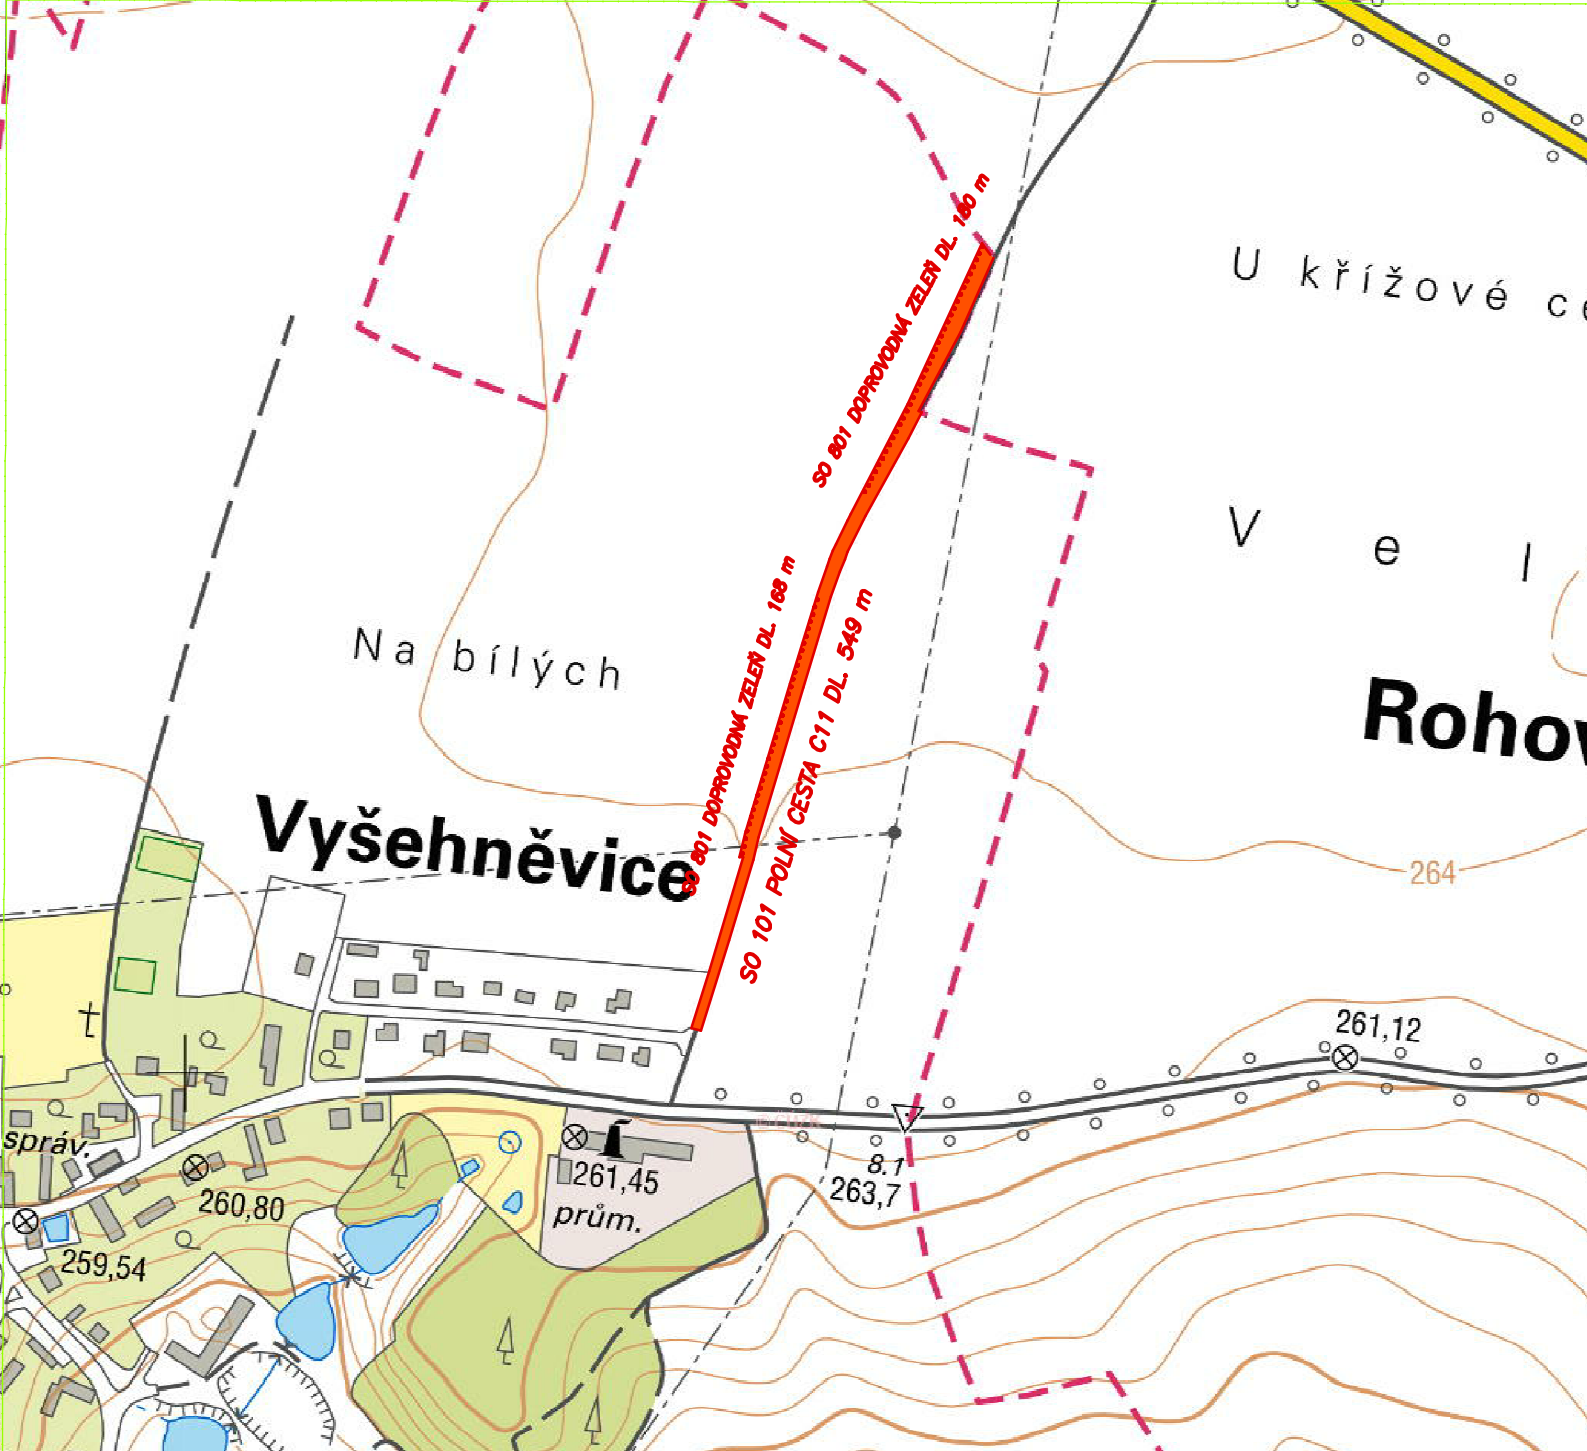 SO 801 DOPROVODNÁ ZELEŇ DL. 180 m
U křížové ce
V e l
SO 801 DOPROVODNÁ ZELEŇ DL. 168 m
SO 101 POLNÍ CESTA C11 DL. 549 m
Na bílých
Rohov
Vyšehněvice
264
261,12
správ.
8.1
263,7
261,45
prům.
260,80
259,54